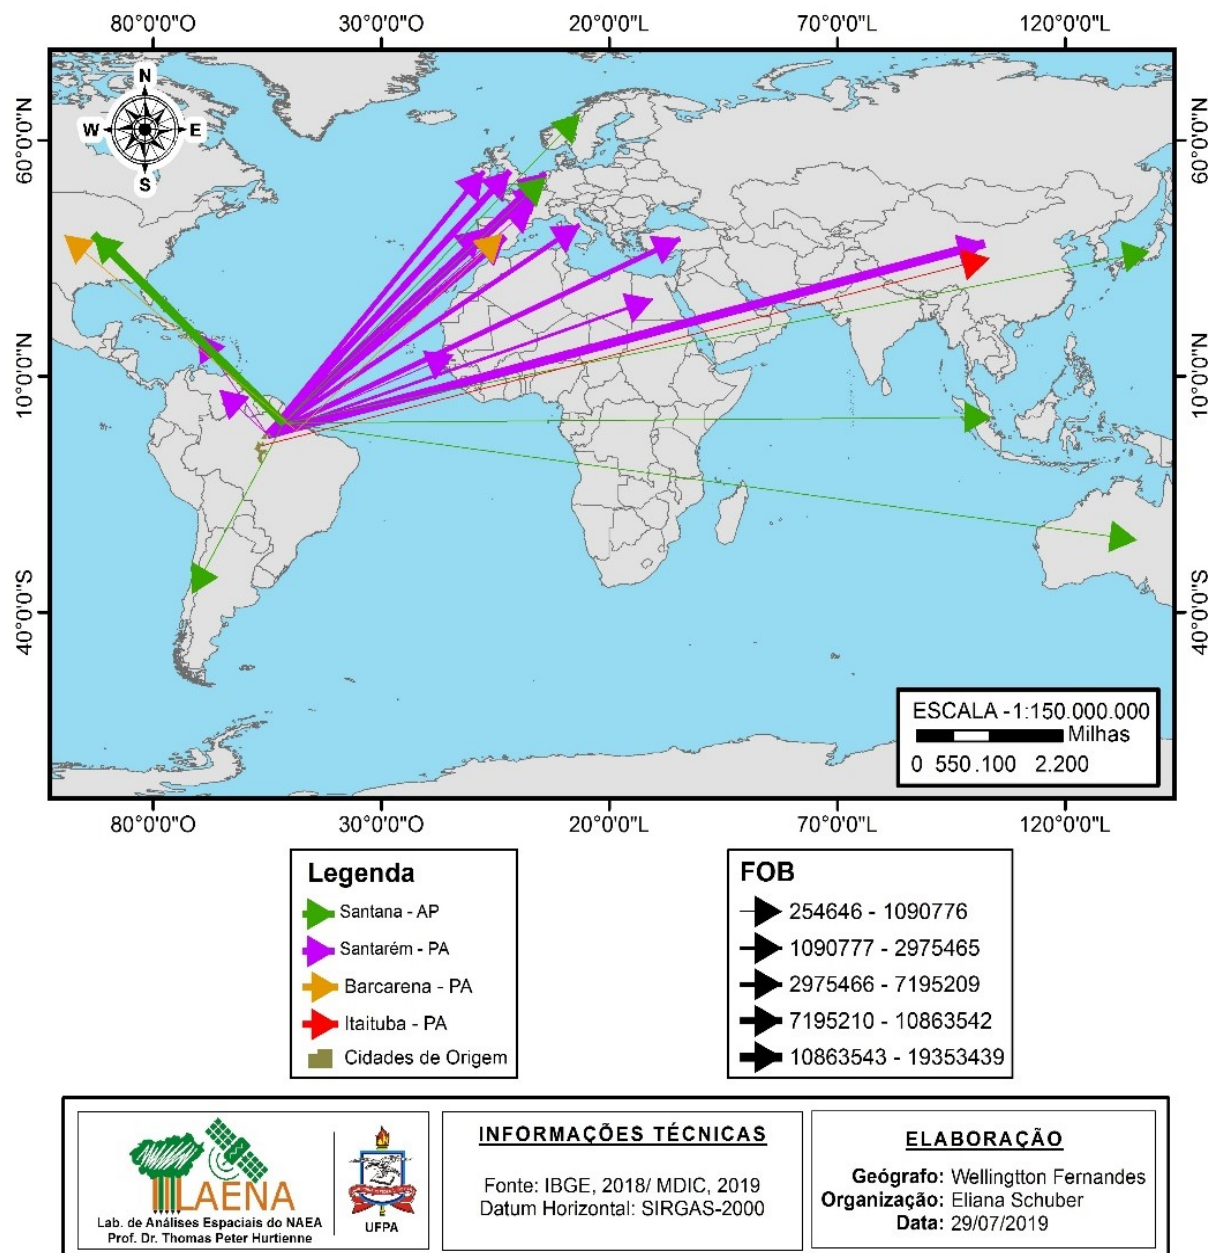 80°0'0"O 30°0'0"O 20°0'0"L 70°0'0"L 120°0'0"L
N
W E
S
60°0'0"N 60°0'0"N
10°0'0"N 10°0'0"N
40°0'0"S 40°0'0"S
ESCALA -1:150.000.000
Milhas
0 550.100 2.200
80°0'0"O 30°0'0"O 20°0'0"L 70°0'0"L 120°0'0"L
Legenda
Santana - AP
Santarém - PA
Barcarena - PA
Itaituba - PA
Cidades de Origem
FOB
254646 - 1090776
1090777 - 2975465
2975466 - 7195209
7195210 - 10863542
10863543 - 19353439
LAENA
Lab. de Análises Espaciais do NAEA
Prof. Dr. Thomas Peter Hurtienne
UFPA
INFORMAÇÕES TÉCNICAS
Fonte: IBGE, 2018/ MDIC, 2019
Datum Horizontal: SIRGAS-2000
ELABORAÇÃO
Geógrafo: Wellingtton Fernandes
Organização: Eliana Schuber
Data: 29/07/2019